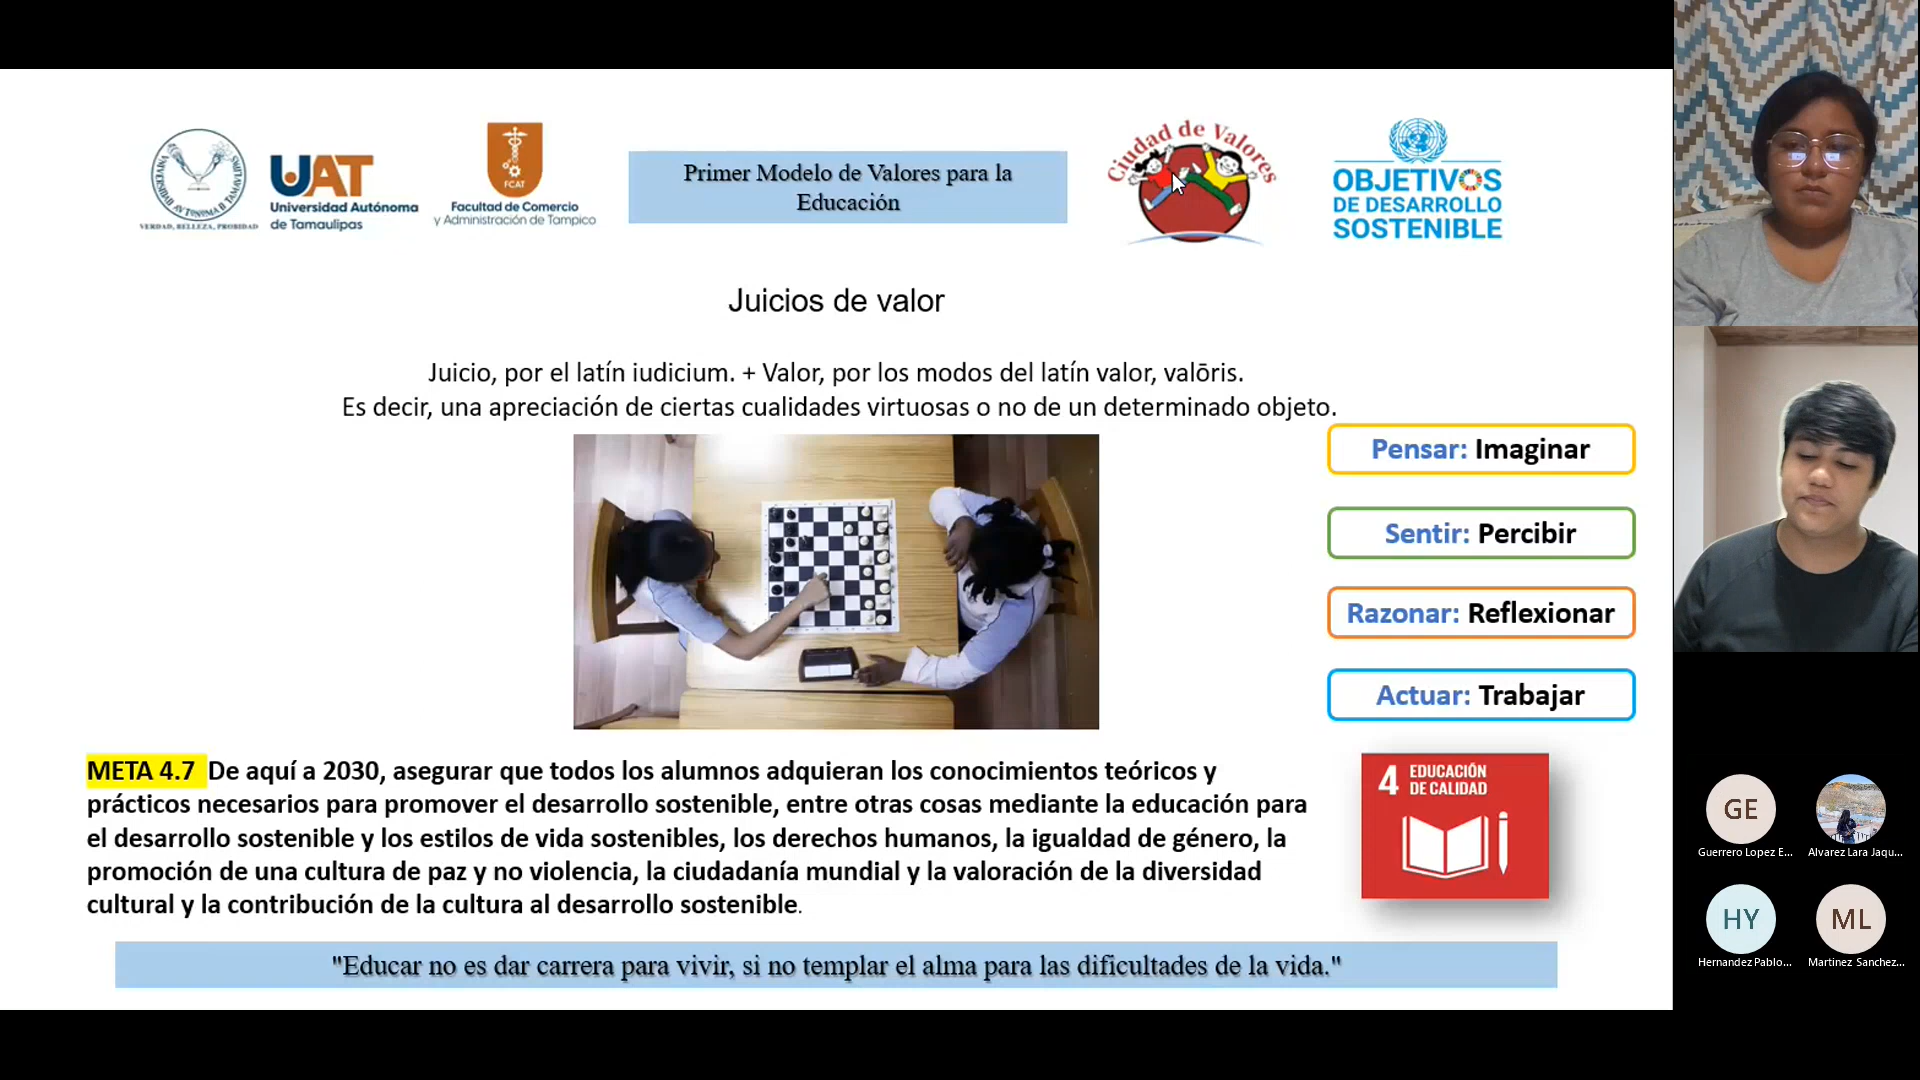 UNIVERSIDAD AUTONOMA DE TAMAULIPAS
VERDAD, BELLEZA, PROBIDAD
UAT
Universidad Autónoma
de Tamaulipas
FCAT
Facultad de Comercio
y Administración de Tampico
Primer Modelo de Valores para la
Educación
Ciudad de Valores
OBJETIVOS
DE DESARROLLO
SOSTENIBLE
Juicios de valor
Juicio, por el latín iudicium. + Valor, por los modos del latín valor, valōris.
Es decir, una apreciación de ciertas cualidades virtuosas o no de un determinado objeto.
Pensar: Imaginar
Sentir: Percibir
Razonar: Reflexionar
Actuar: Trabajar
META 4.7 De aquí a 2030, asegurar que todos los alumnos adquieran los conocimientos teóricos y
prácticos necesarios para promover el desarrollo sostenible, entre otras cosas mediante la educación para
el desarrollo sostenible y los estilos de vida sostenibles, los derechos humanos, la igualdad de género, la
promoción de una cultura de paz y no violencia, la ciudadanía mundial y la valoración de la diversidad
cultural y la contribución de la cultura al desarrollo sostenible.
4 EDUCACIÓN
DE CALIDAD
"Educar no es dar carrera para vivir, si no templar el alma para las dificultades de la vida."
GE
Guerrero Lopez E...
Alvarez Lara Jaqu...
HY
Hernandez Pablo...
ML
Martinez Sanchez...